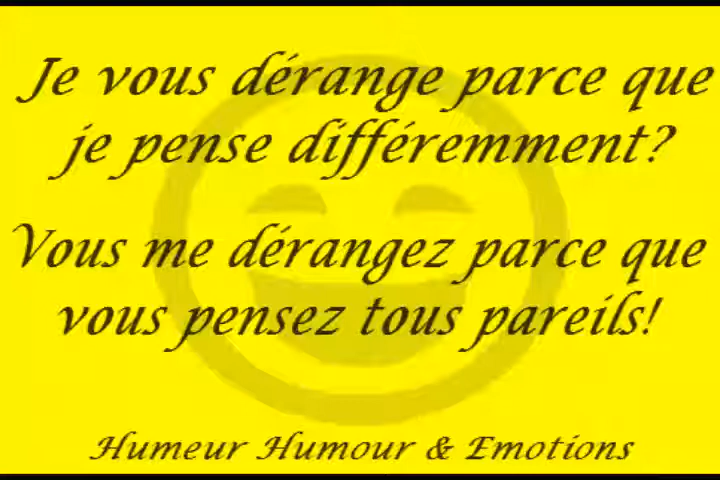 Je vous dérange parce que
je pense différemment?
Vous me dérangez parce que
vous pensez tous pareils!
Humeur Humour & Emotions